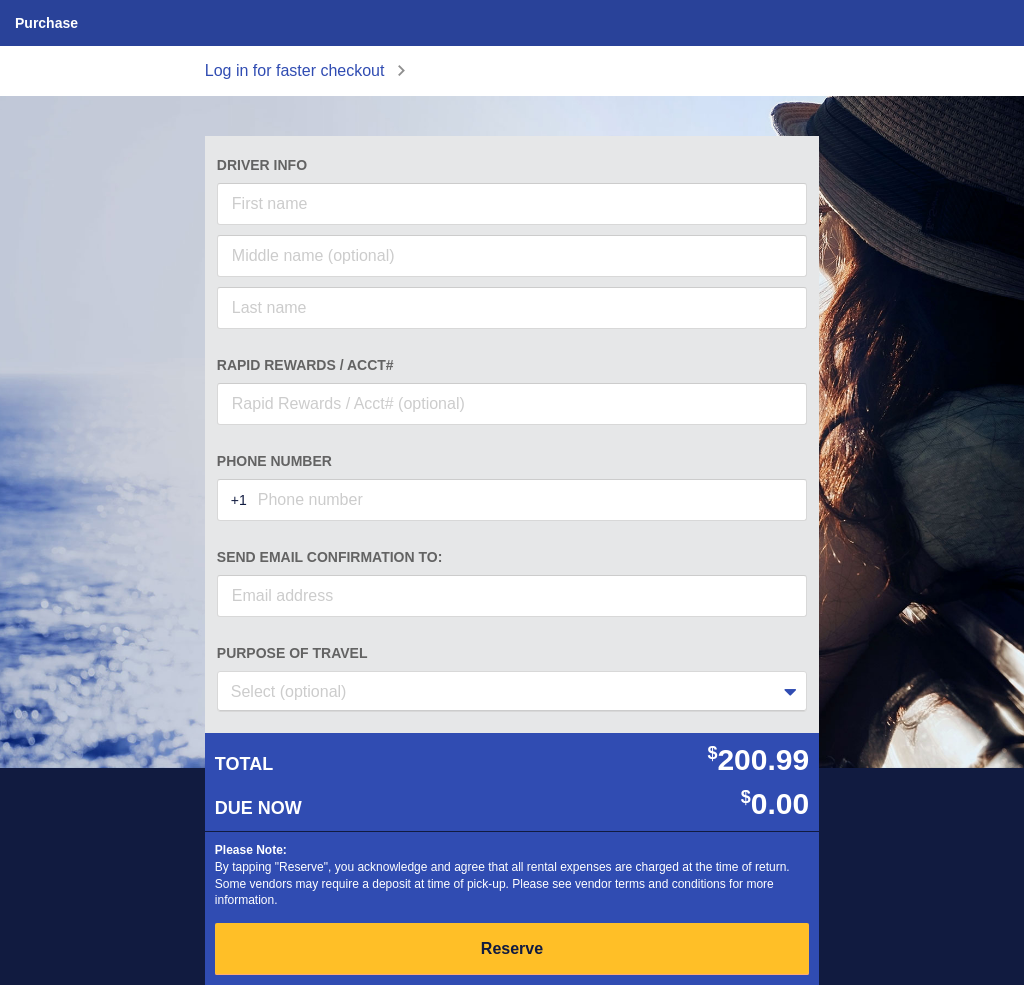 Purchase
Log in for faster checkout
DRIVER INFO
First name
Middle name (optional)
Last name
RAPID REWARDS / ACCT#
Rapid Rewards / Acct# (optional)
PHONE NUMBER
+1 Phone number
SEND EMAIL CONFIRMATION TO:
Email address
PURPOSE OF TRAVEL
Select (optional)
TOTAL $200.99
DUE NOW $0.00
Please Note:
By tapping "Reserve", you acknowledge and agree that all rental expenses are charged at the time of return.
Some vendors may require a deposit at time of pick-up. Please see vendor terms and conditions for more
information.
Reserve